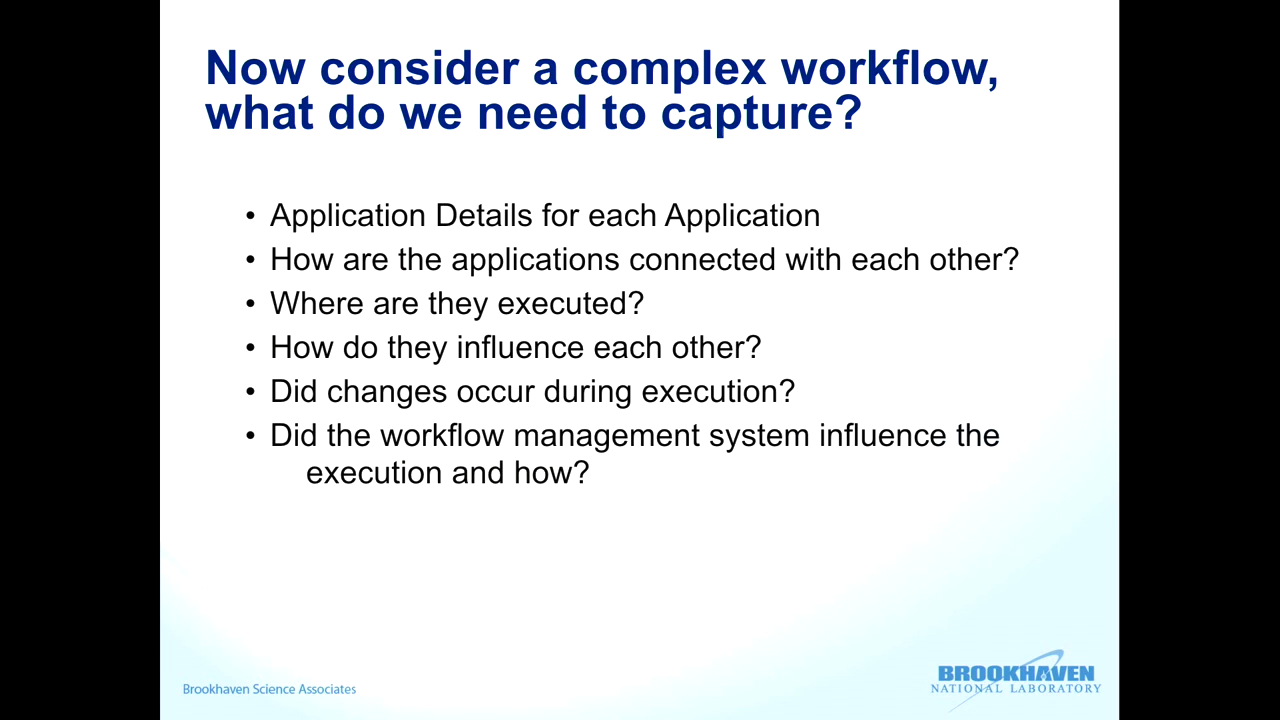 Now consider a complex workflow,
what do we need to capture?
• Application Details for each Application
• How are the applications connected with each other?
• Where are they executed?
• How do they influence each other?
• Did changes occur during execution?
• Did the workflow management system influence the
execution and how?
Brookhaven Science Associates
BROOKHAVEN
NATIONAL LABORATORY